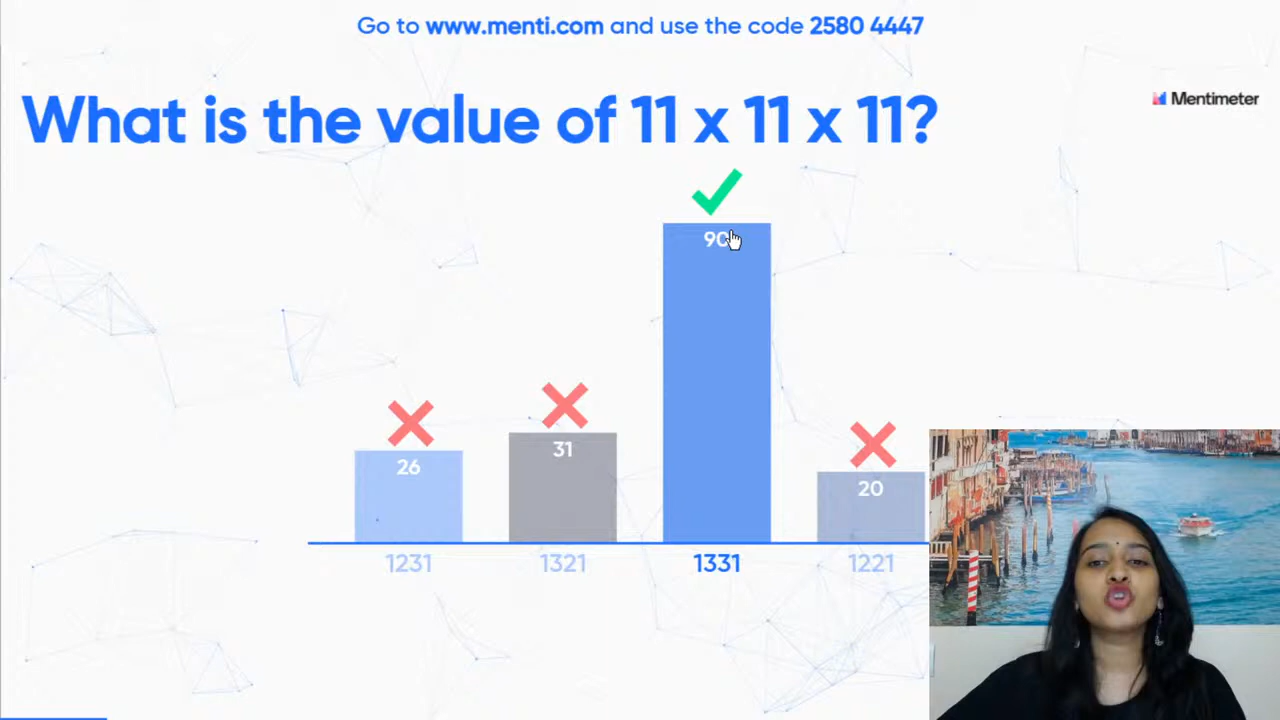 Go to www.menti.com and use the code 2580 4447
Mentimeter
What is the value of 11 x 11 x 11?
90
31
26
20
1231 1321 1331 1221